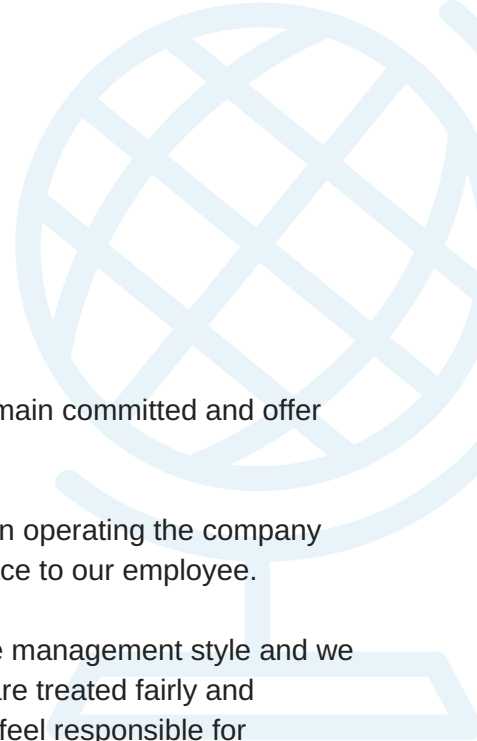 main committed and offer
n operating the company
ce to our employee.
management style and we
re treated fairly and
feel responsible for